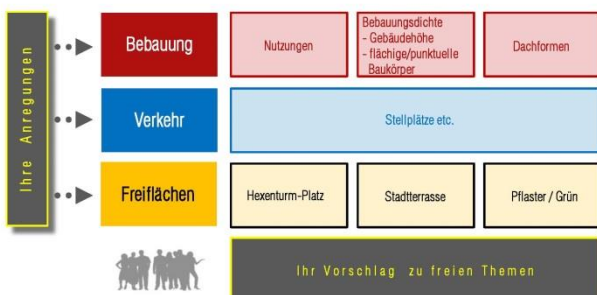 Ihre Anregungen
Bebauung
Nutzungen
Bebauungsdichte
- Gebäudehöhe
- flächige/punktuelle
Baukörper
Dachformen
Verkehr
Stellplätze etc.
Freiflächen
Hexenturm-Platz
Stadtterrasse
Pflaster / Grün
Ihr Vorschlag zu freien Themen